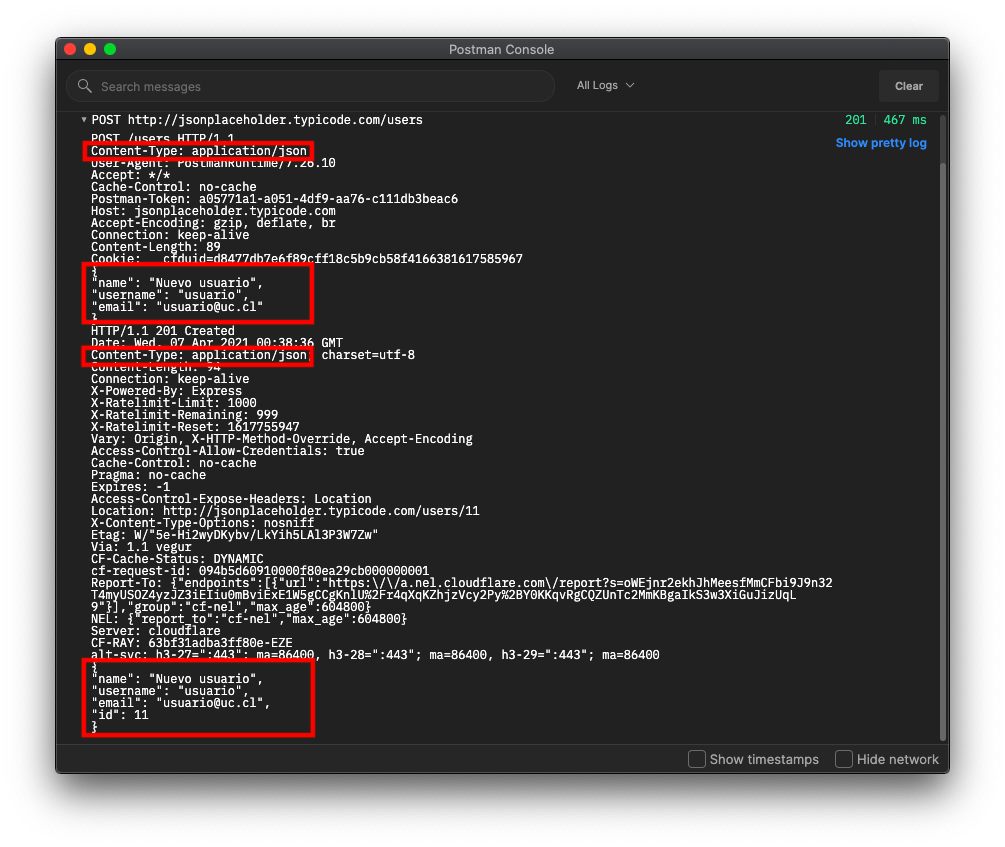 Postman Console
Search messages
All Logs
Clear
POST http://jsonplaceholder.typicode.com/users
201 467 ms
Show pretty log
POST /users HTTP/1.1
Content-Type: application/json
User-Agent: PostmanRuntime/7.26.10
Accept: */*
Cache-Control: no-cache
Postman-Token: a05771a1-a051-4df9-aa76-c111db3beac6
Host: jsonplaceholder.typicode.com
Accept-Encoding: gzip, deflate, br
Connection: keep-alive
Content-Length: 89
Cookie: __cfduid=d8477db7e6f89cff18c5b9cb58f4166381617585967
{
"name": "Nuevo usuario",
"username": "usuario",
"email": "usuario@uc.cl"
}
HTTP/1.1 201 Created
Date: Wed, 07 Apr 2021 00:38:36 GMT
Content-Type: application/json; charset=utf-8
Content-Length: 94
Connection: keep-alive
X-Powered-By: Express
X-Ratelimit-Limit: 1000
X-Ratelimit-Remaining: 999
X-Ratelimit-Reset: 1617755947
Vary: Origin, X-HTTP-Method-Override, Accept-Encoding
Access-Control-Allow-Credentials: true
Cache-Control: no-cache
Pragma: no-cache
Expires: -1
Access-Control-Expose-Headers: Location
Location: http://jsonplaceholder.typicode.com/users/11
X-Content-Type-Options: nosniff
Etag: W/"5e-Hi2wyDKybv/LkYih5LAl3P3W7Zw"
Via: 1.1 vegur
CF-Cache-Status: DYNAMIC
cf-request-id: 094b5d60910000f80ea29cb000000001
Report-To: {"endpoints":[{"url":"https:\/\/a.nel.cloudflare.com\/report?s=oWEjnr2ekhJhMeesfMmCFbi9J9n32
T4myUSOZ4yzJZ3iEIiu0mBviExE1W5gCCgKnlU%2Fr4qXqKZhjzVcy2Py%2BY0KKqvRgCQZUnTc2MmKBgaIkS3w3XiGuJizUqL
9"}],"group":"cf-nel","max_age":604800}
NEL: {"report_to":"cf-nel","max_age":604800}
Server: cloudflare
CF-RAY: 63bf31adba3ff80e-EZE
alt-svc: h3-27=":443"; ma=86400, h3-28=":443"; ma=86400, h3-29=":443"; ma=86400
{
"name": "Nuevo usuario",
"username": "usuario",
"email": "usuario@uc.cl",
"id": 11
}
Show timestamps
Hide network